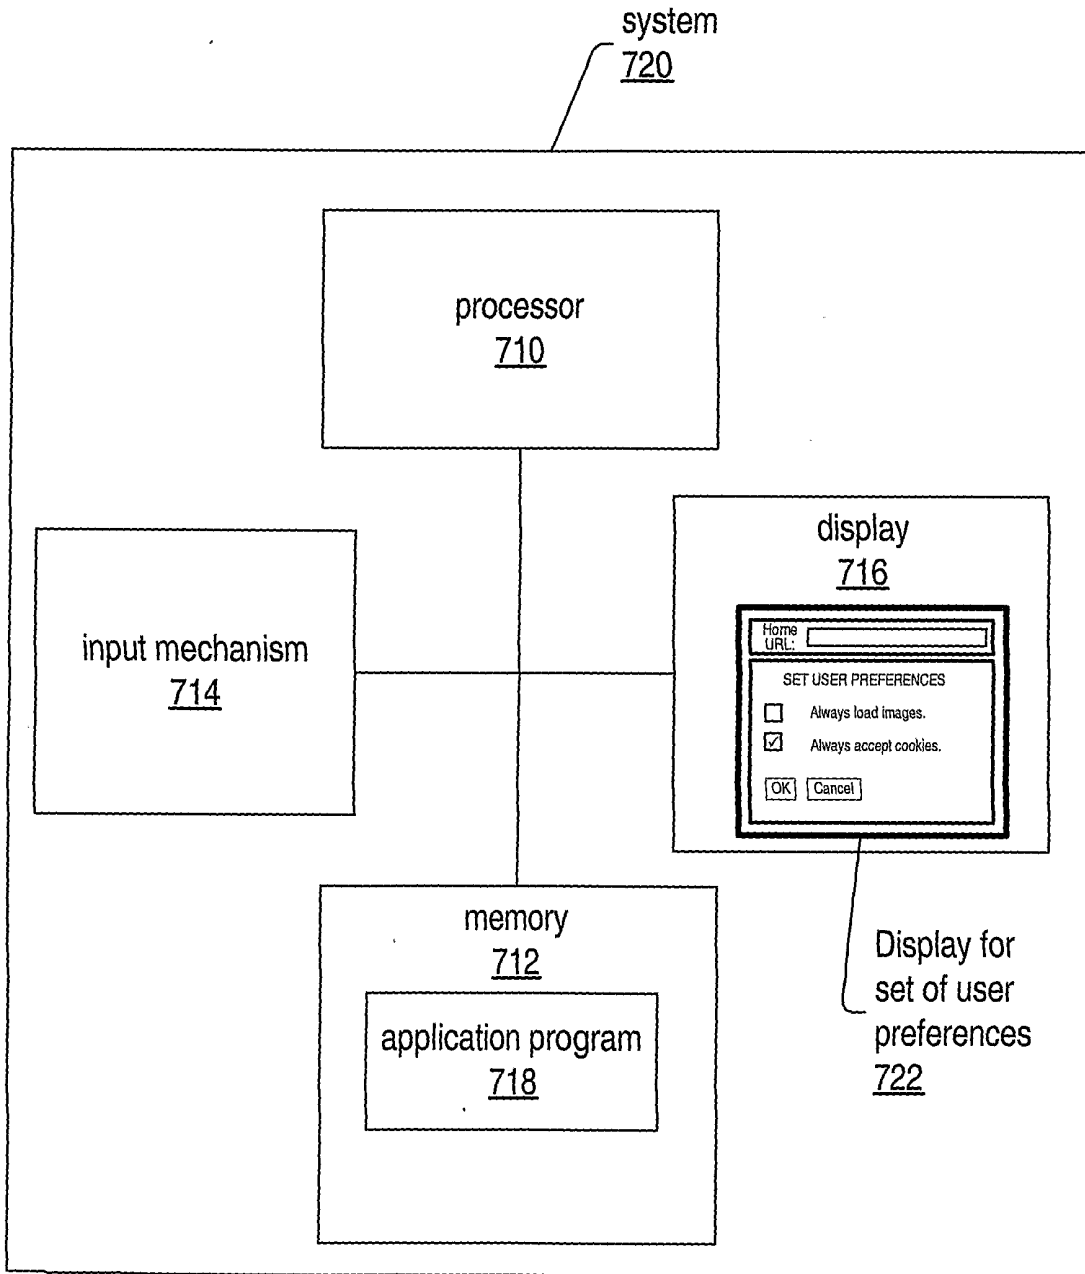 system
720
processor
710
display
716
Home
URL:
SET USER PREFERENCES
Always load images.
Always accept cookies.
OK Cancel
input mechanism
714
memory
712
application program
718
Display for
set of user
preferences
722